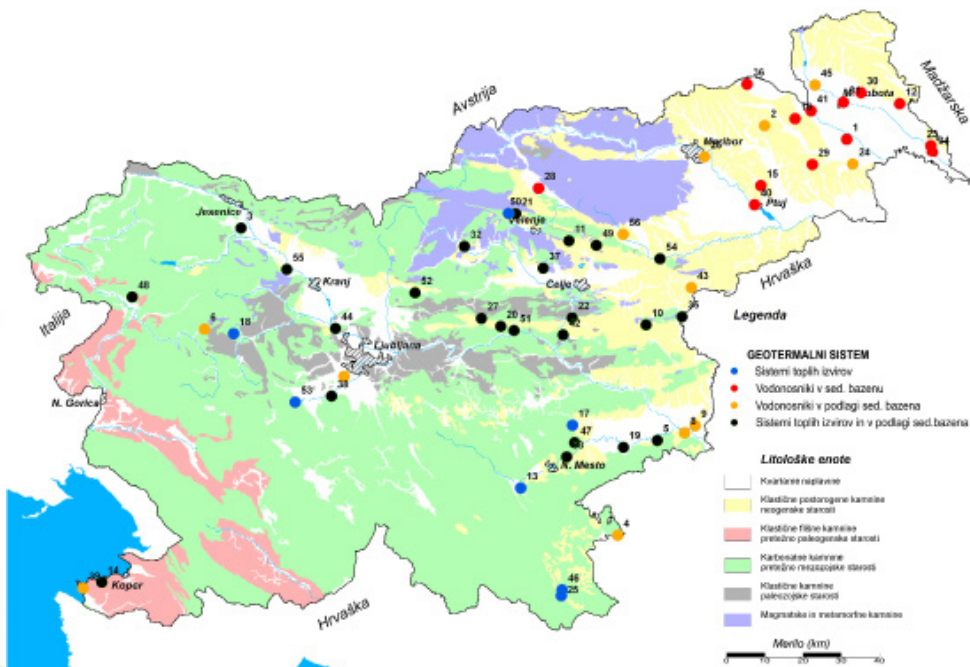 36
45
30
12
Madžarska
Avstrija
M. Sobota
41
2
1
23
24
Maribor
29
28
15
40
Ptuj
5021
Velenje
56
Jesenice
3
11
49
32
54
37
Hrvaška
55
Celje
43
Kranj
48
52
Italija
22
35
Legenda
6
18
27
20
51
10
44
42
Ljubljana
GEOTERMALNI SISTEM
Sistemi toplih izvirov
Vodonosniki v sed. bazenu
N. Gorica
53
38
Vodonosniki v podlagi sed. bazena
17
9
8
Sistemi toplih izvirov in v podlagi sed.bazena
47
19
5
N. Mesto
Litološke enote
13
Kvartarne naplavine
Klastične postorogene kamnine
neogenske starosti
4
Klastične flišne kamnine
pretežno paleogenske starosti
Karbonatne kamnine
pretežno mezozojske starosti
14
Koper
46
25
Klastične kamnine
paleozojske starosti
Hrvaška
Magmatske in metamorfne kamnine
Merilo (km)
0 10 20 30 40